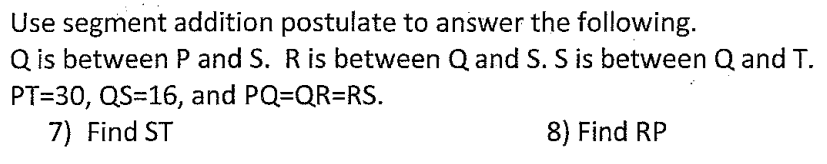 Use segment addition postulate to answer the following.
Q is between P and S. R is between Q and S. S is between Q and T.
PT=30, QS=16, and PQ=QR=RS.
7) Find ST 8) Find RP